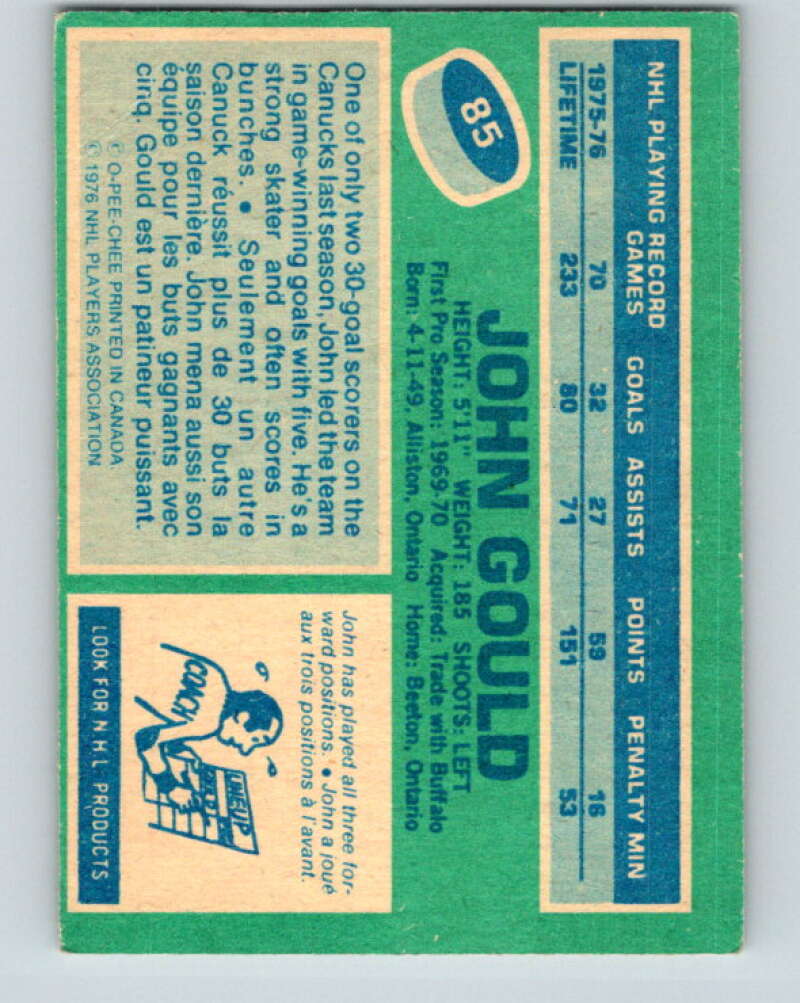 NHL PLAYING RECORD
GAMES GOALS ASSISTS POINTS PENALTY MIN
1975-76 70 32 27 59 16
LIFETIME 233 80 71 151 53
85
JOHN GOULD
HEIGHT: 5'11" WEIGHT: 185 SHOOTS: LEFT
First Pro Season: 1969-70 Acquired: Trade with Buffalo
Born: 4-11-49, Alliston, Ontario Home: Beeton, Ontario
One of only two 30-goal scorers on the
Canucks last season, John led the team
in game-winning goals with five. He's a
strong skater and often scores in
bunches. • Seulement un autre
Canuck réussit plus de 30 buts la
saison dernière. John mena aussi son
équipe pour les buts gagnants avec
cinq. Gould est un patineur puissant.
© O-PEE-CHEE PRINTED IN CANADA
© 1976 NHL PLAYERS ASSOCIATION
John has played all three for-
ward positions. • John a joué
aux trois positions à l'avant.
COACH
LINEUP
LOOK FOR N H L PRODUCTS